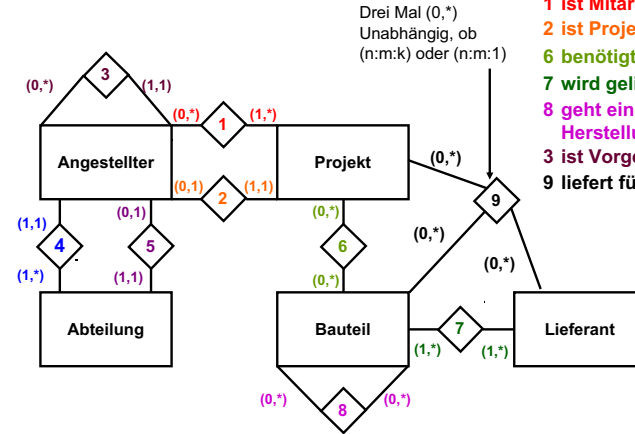 Drei Mal (0,*)
Unabhängig, ob
(n:m:k) oder (n:m:1)
1 ist Mitar
2 ist Proje
6 benötigt
7 wird geli
8 geht ein
Herstellu
3 ist Vorge
9 liefert fü
(0,*)
3
(1,1)
(0,*)
1
(1,*)
Angestellter
Projekt
(0,*)
(0,1)
2
(1,1)
9
(1,1)
(0,1)
(0,*)
(0,*)
4
5
6
(0,*)
(1,*)
(1,1)
(0,*)
Abteilung
Bauteil
7
Lieferant
(1,*)
(1,*)
(0,*)
8
(0,*)